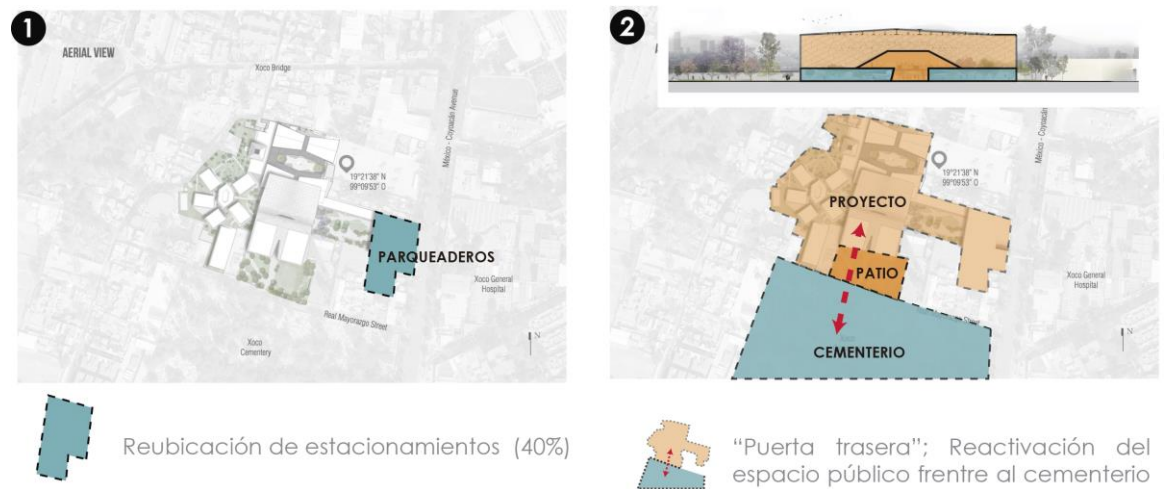 1
AERIAL VIEW
Xoco Bridge
México - Coyoacán Avenue
19°21'38" N
99°09'53" O
PARQUEADEROS
Xoco General
Hospital
Real Mayorazgo Street
Xoco
Cementery
N
Reubicación de estacionamientos (40%)
2
México - Coyoacán
19°21'38" N
99°09'53" O
PROYECTO
PATIO
Xoco General
Hospital
Street
CEMENTERIO
N
“Puerta trasera”; Reactivación del
espacio público frentre al cementerio